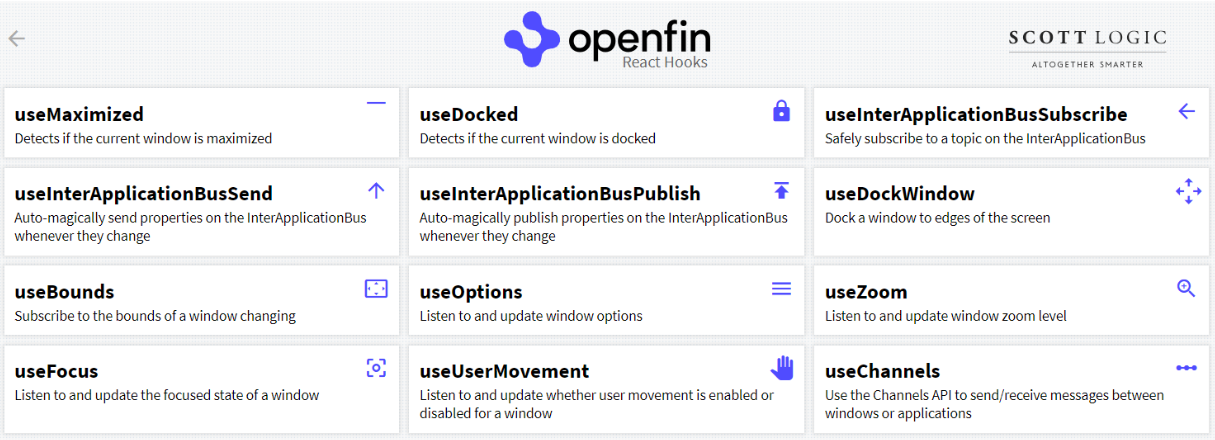 openfin
React Hooks
SCOTT LOGIC
ALTOGETHER SMARTER
useMaximized
Detects if the current window is maximized
useDocked
Detects if the current window is docked
useInterApplicationBusSubscribe
Safely subscribe to a topic on the InterApplicationBus
useInterApplicationBusSend
Auto-magically send properties on the InterApplicationBus
whenever they change
useInterApplicationBusPublish
Auto-magically publish properties on the InterApplicationBus
whenever they change
useDockWindow
Dock a window to edges of the screen
useBounds
Subscribe to the bounds of a window changing
useOptions
Listen to and update window options
useZoom
Listen to and update window zoom level
useFocus
Listen to and update the focused state of a window
useUserMovement
Listen to and update whether user movement is enabled or
disabled for a window
useChannels
Use the Channels API to send/receive messages between
windows or applications